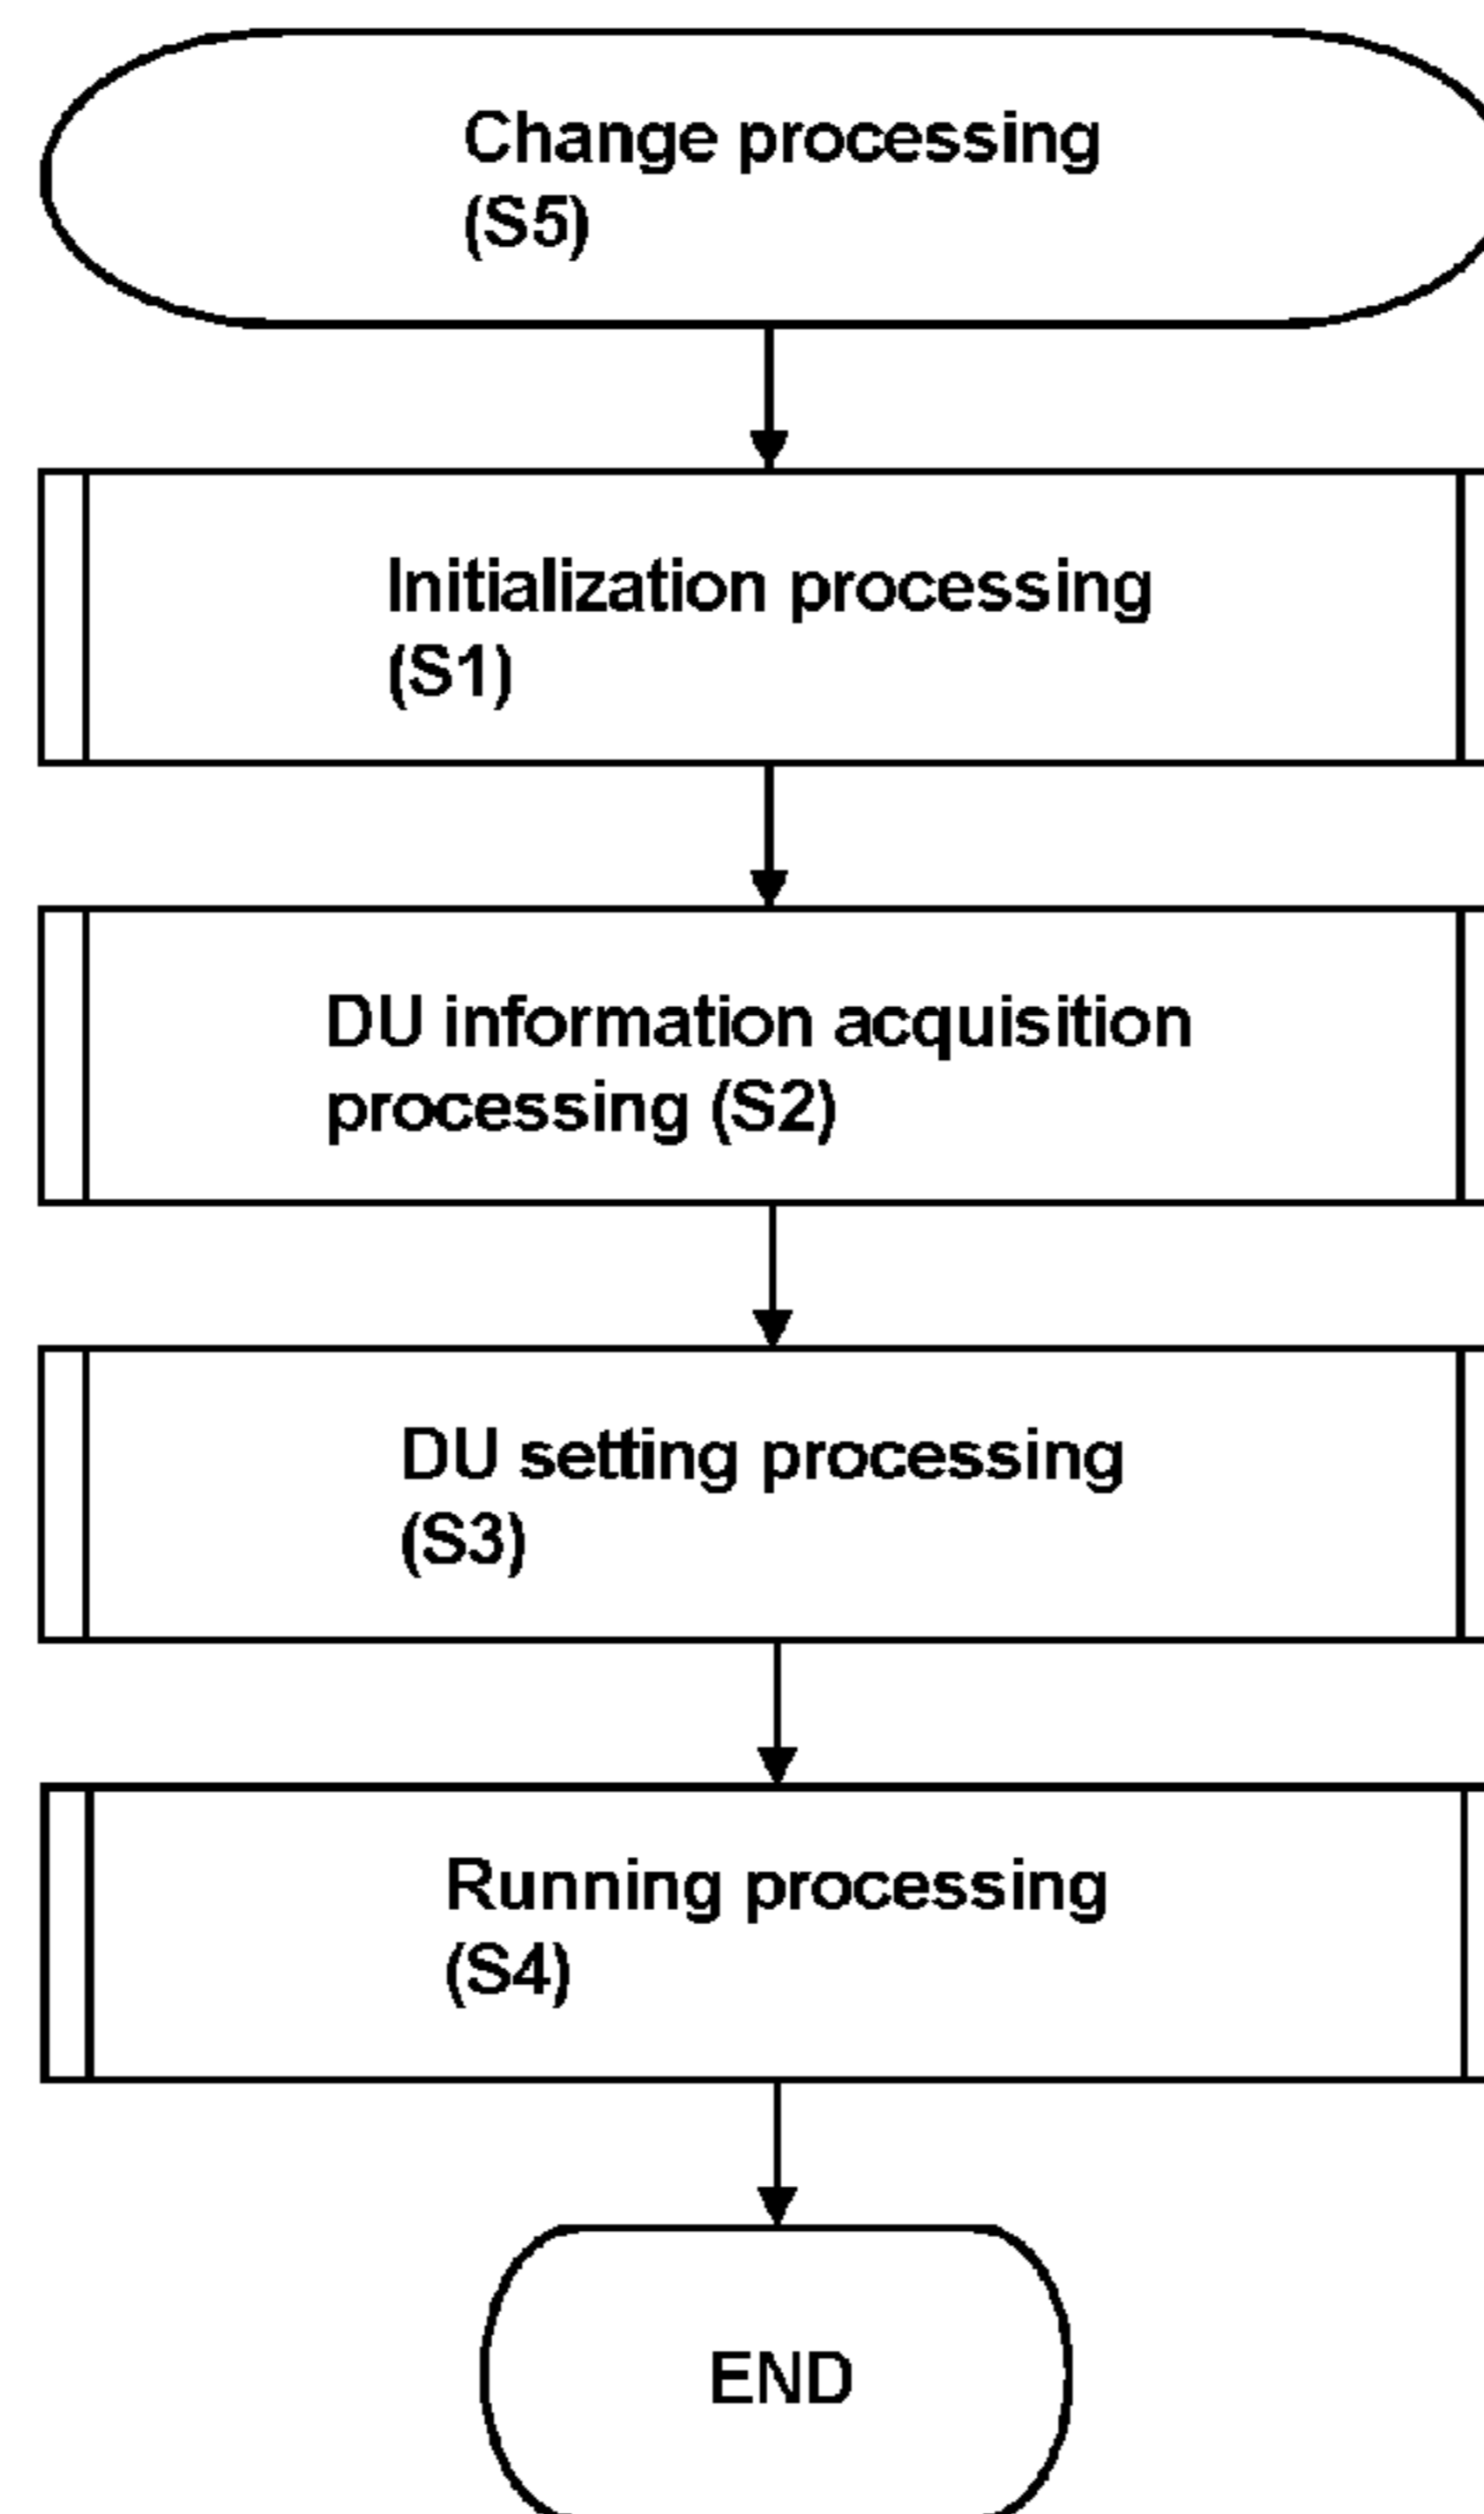 Change processing
(S5)
Initialization processing
(S1)
DU information acquisition
processing (S2)
DU setting processing
(S3)
Running processing
(S4)
END